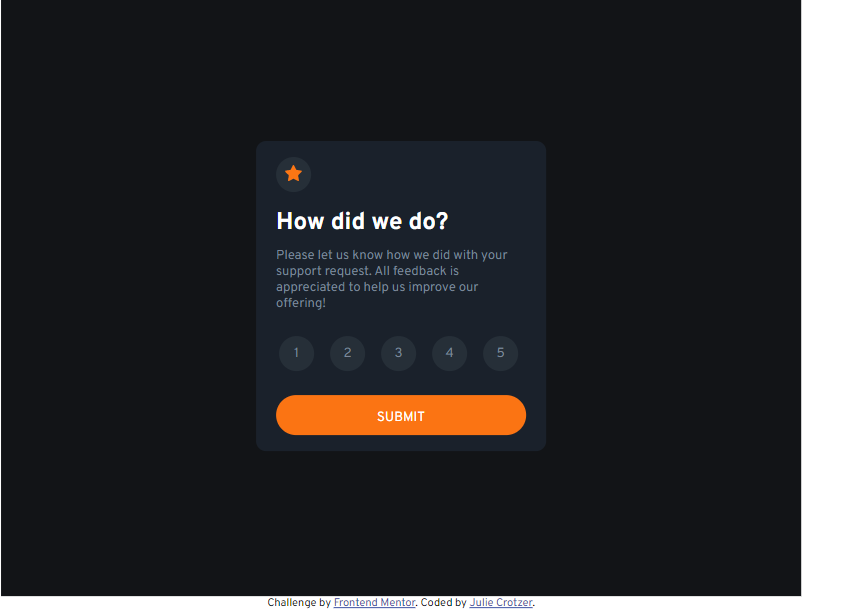 How did we do?
Please let us know how we did with your
support request. All feedback is
appreciated to help us improve our
offering!
1 2 3 4 5
SUBMIT
Challenge by Frontend Mentor. Coded by Julie Crotzer.